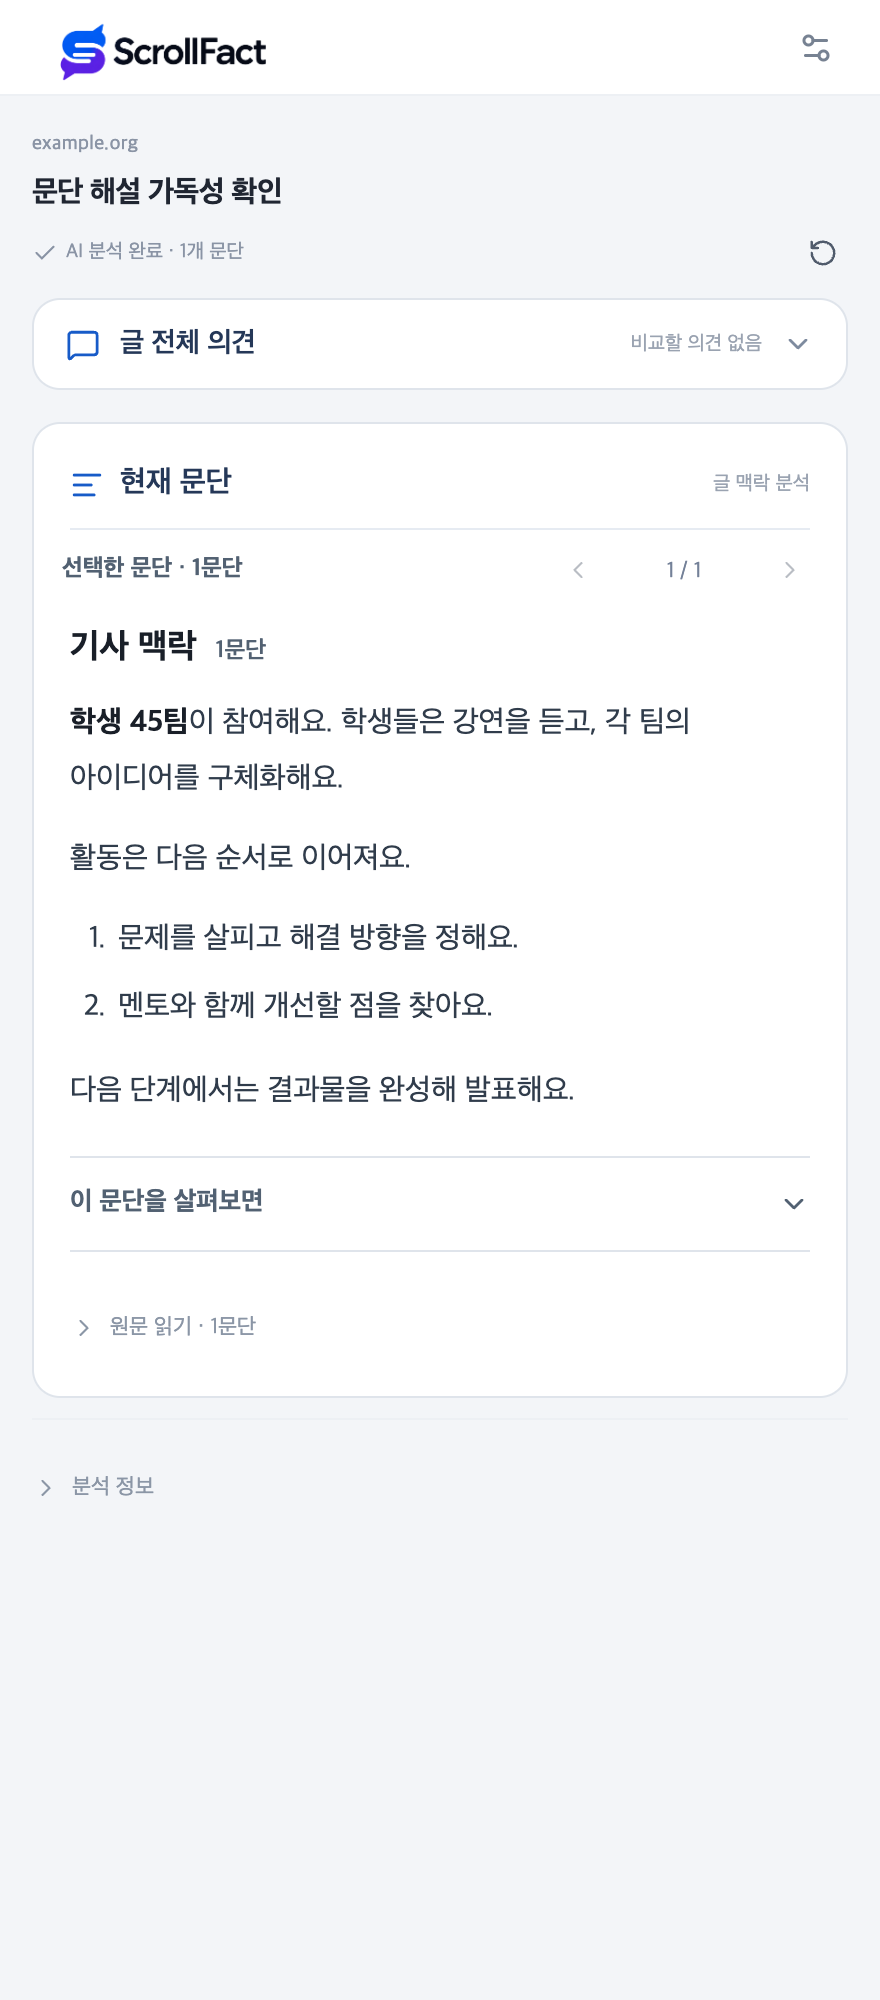 ScrollFact
example.org
문단 해설 가독성 확인
AI 분석 완료 · 1개 문단
글 전체 의견
비교할 의견 없음
현재 문단
글 맥락 분석
선택한 문단 · 1문단
1 / 1
기사 맥락 1문단
학생 45팀이 참여해요. 학생들은 강연을 듣고, 각 팀의
아이디어를 구체화해요.
활동은 다음 순서로 이어져요.
1. 문제를 살피고 해결 방향을 정해요.
2. 멘토와 함께 개선할 점을 찾아요.
다음 단계에서는 결과물을 완성해 발표해요.
이 문단을 살펴보면
원문 읽기 · 1문단
분석 정보